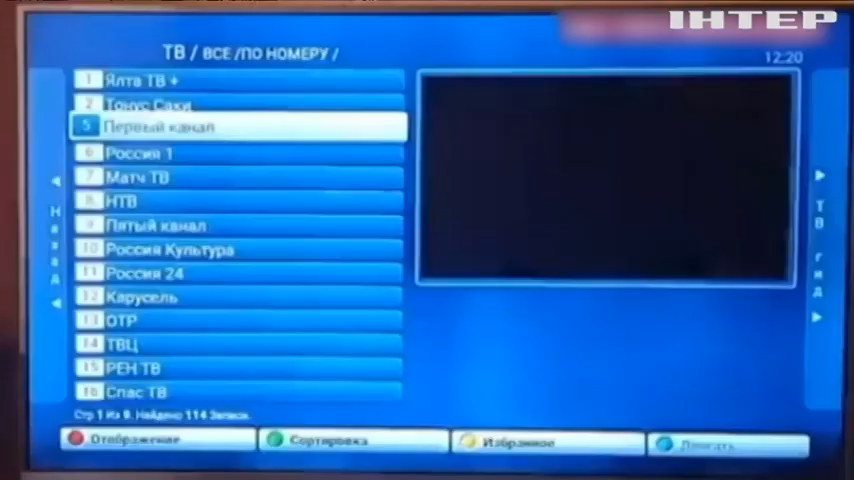 ІНТЕР
ТВ / ВСЕ /ПО НОМЕРУ /
12:20
1 Ялта ТВ +
2 Тонус Саки
5 Первый канал
6 Россия 1
7 Матч ТВ
8 НТВ
9 Пятый канал
10 Россия Культура
11 Россия 24
12 Карусель
13 ОТР
14 ТВЦ
15 РЕН ТВ
16 Спас ТВ
Назад
ТВ гид
Стр 1 Из 9. Найдено 114 Записи.
Отображение
Сортировка
Избранное
Двигать